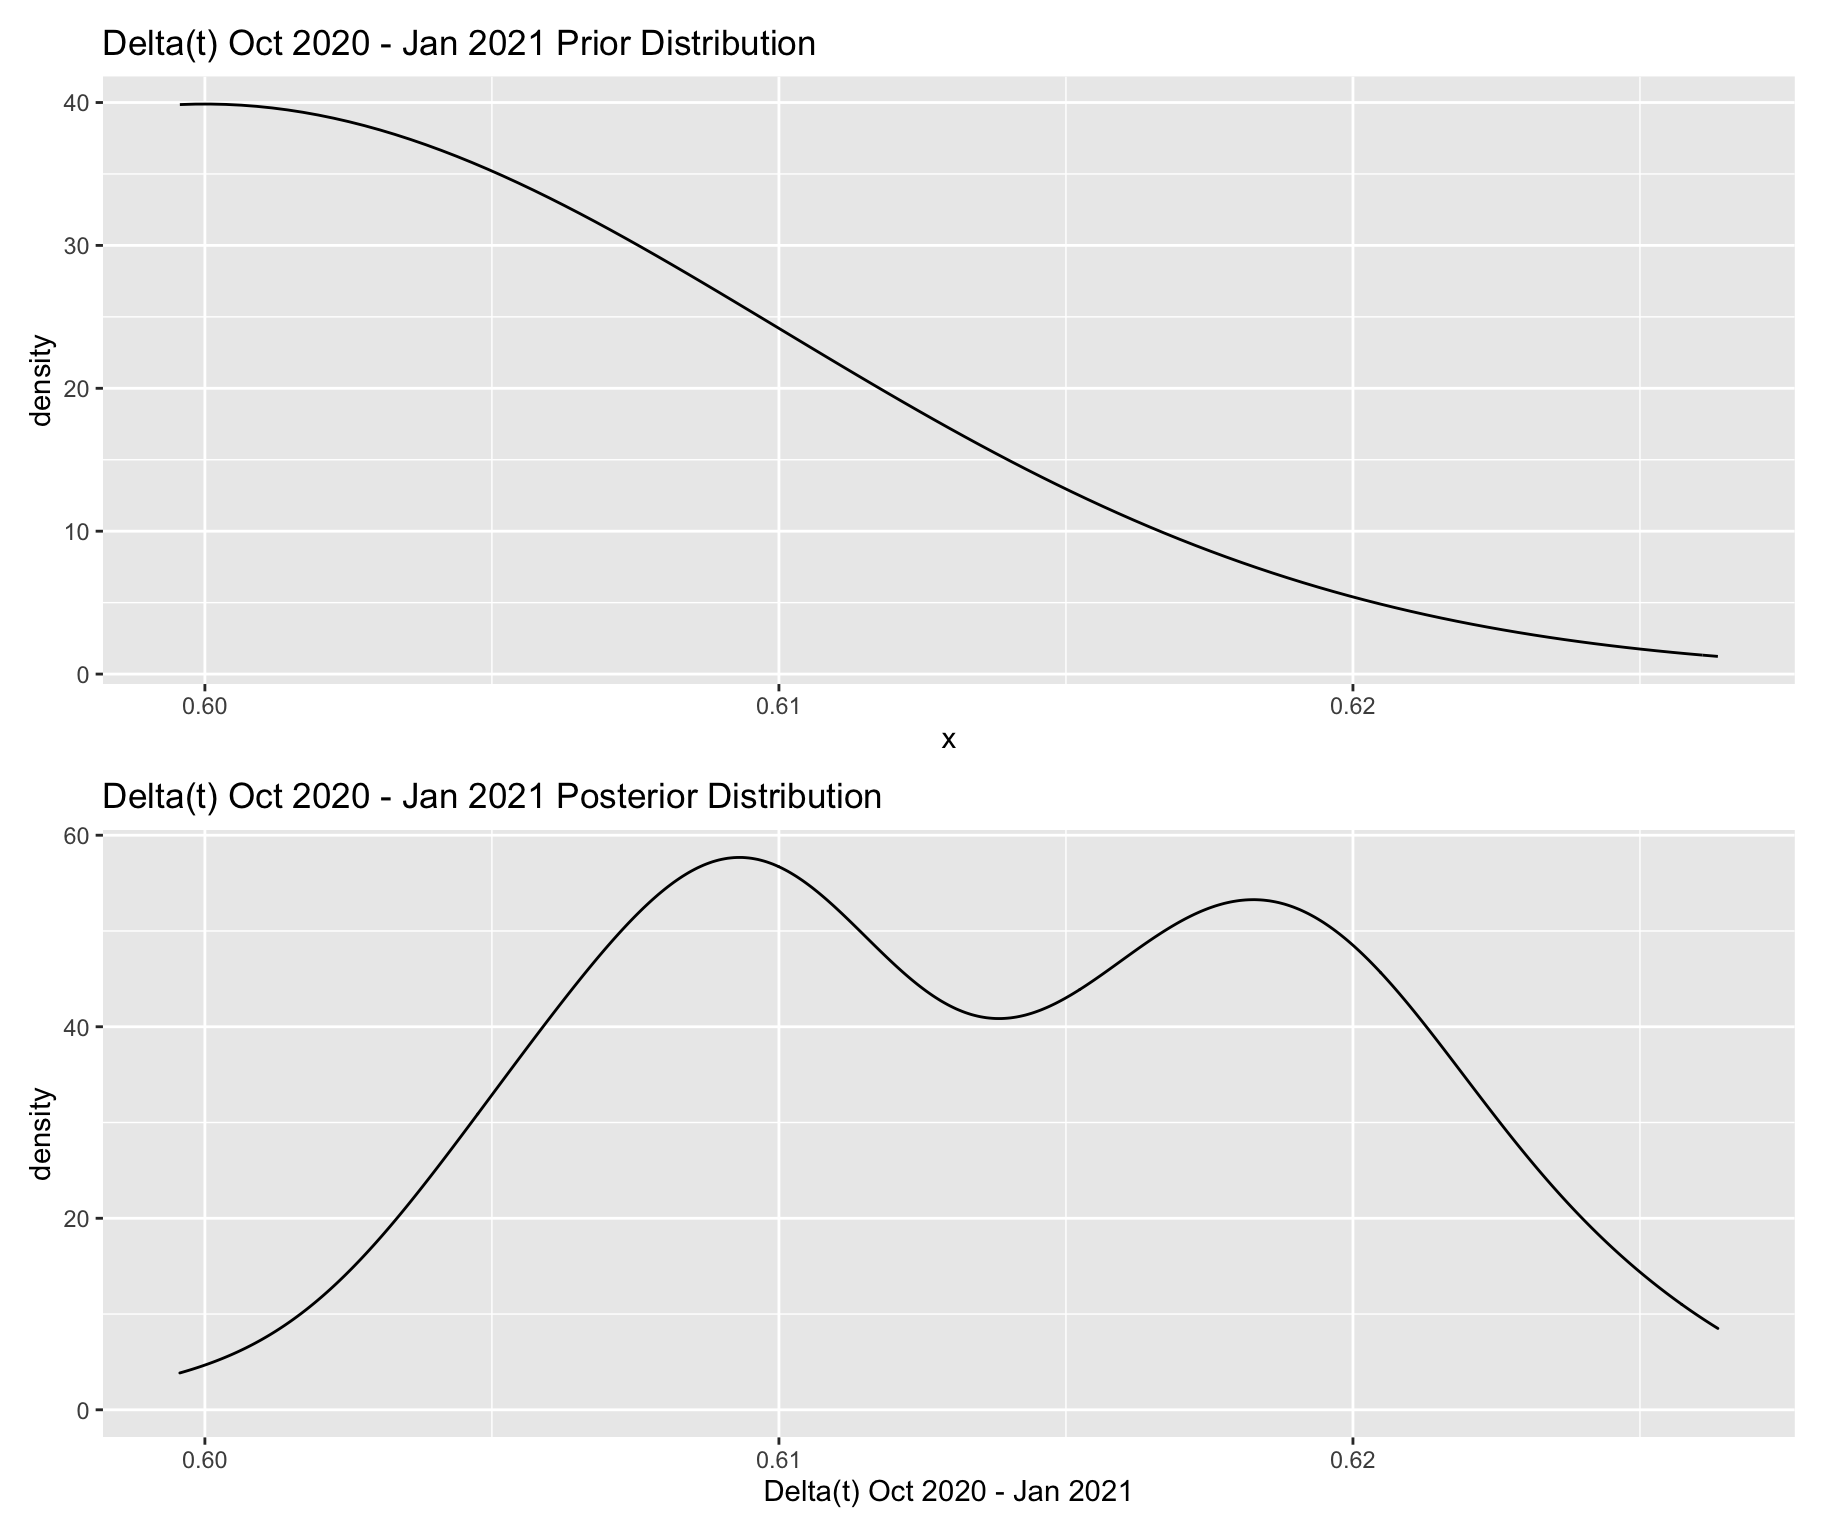 Delta(t) Oct 2020 - Jan 2021 Prior Distribution
40
30
20
10
0
density
0.60 0.61 0.62
x
Delta(t) Oct 2020 - Jan 2021 Posterior Distribution
60
40
20
0
density
0.60 0.61 0.62
Delta(t) Oct 2020 - Jan 2021